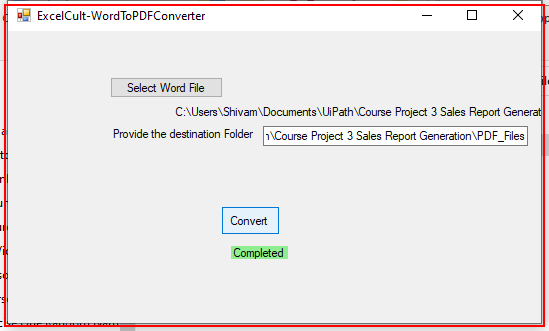 ExcelCult-WordToPDFConverter
Select Word File
C:\Users\Shivam\Documents\UiPath\Course Project 3 Sales Report Generat
Provide the destination Folder
\Course Project 3 Sales Report Generation\PDF_Files
Convert
Completed